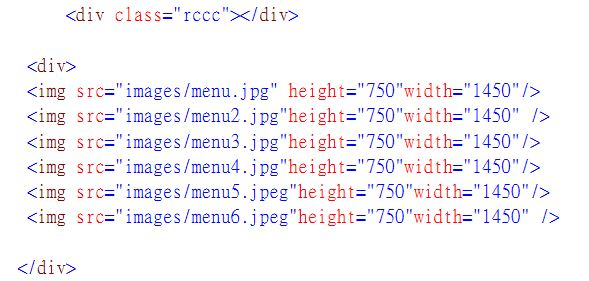 <div class="rccc"></div>
<div>
<img src="images/menu.jpg" height="750"width="1450"/>
<img src="images/menu2.jpg"height="750"width="1450" />
<img src="images/menu3.jpg"height="750"width="1450"/>
<img src="images/menu4.jpg"height="750"width="1450"/>
<img src="images/menu5.jpeg"height="750"width="1450"/>
<img src="images/menu6.jpeg"height="750"width="1450" />
</div>